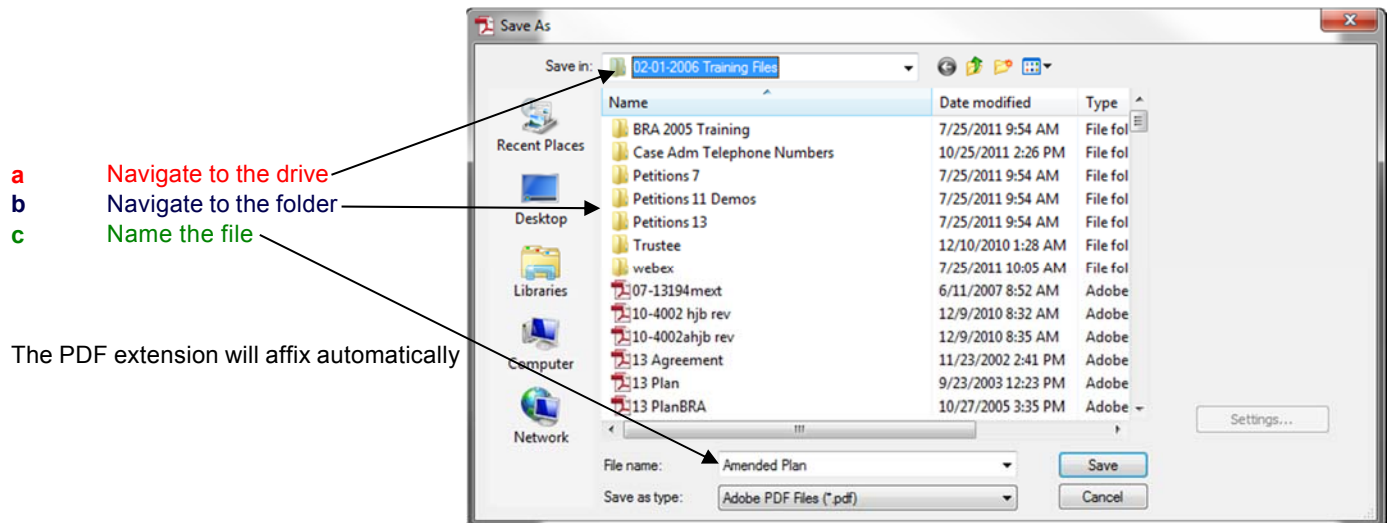 Save As
Save in: 02-01-2006 Training Files
Name Date modified Type
BRA 2005 Training 7/25/2011 9:54 AM File fol
Case Adm Telephone Numbers 10/25/2011 2:26 PM File fol
Petitions 7 7/25/2011 9:54 AM File fol
Petitions 11 Demos 7/25/2011 9:54 AM File fol
Petitions 13 7/25/2011 9:54 AM File fol
Trustee 12/10/2010 1:28 AM File fol
webex 7/25/2011 10:05 AM File fol
07-13194mext 6/11/2007 8:52 AM Adobe
10-4002 hjb rev 12/9/2010 8:32 AM Adobe
10-4002ahjb rev 12/9/2010 8:35 AM Adobe
13 Agreement 11/23/2002 2:41 PM Adobe
13 Plan 9/23/2003 12:23 PM Adobe
13 PlanBRA 10/27/2005 3:35 PM Adobe
Recent Places
Desktop
Libraries
Computer
Network
Settings...
File name: Amended Plan Save
Save as type: Adobe PDF Files (*.pdf) Cancel
a Navigate to the drive
b Navigate to the folder
c Name the file
The PDF extension will affix automatically